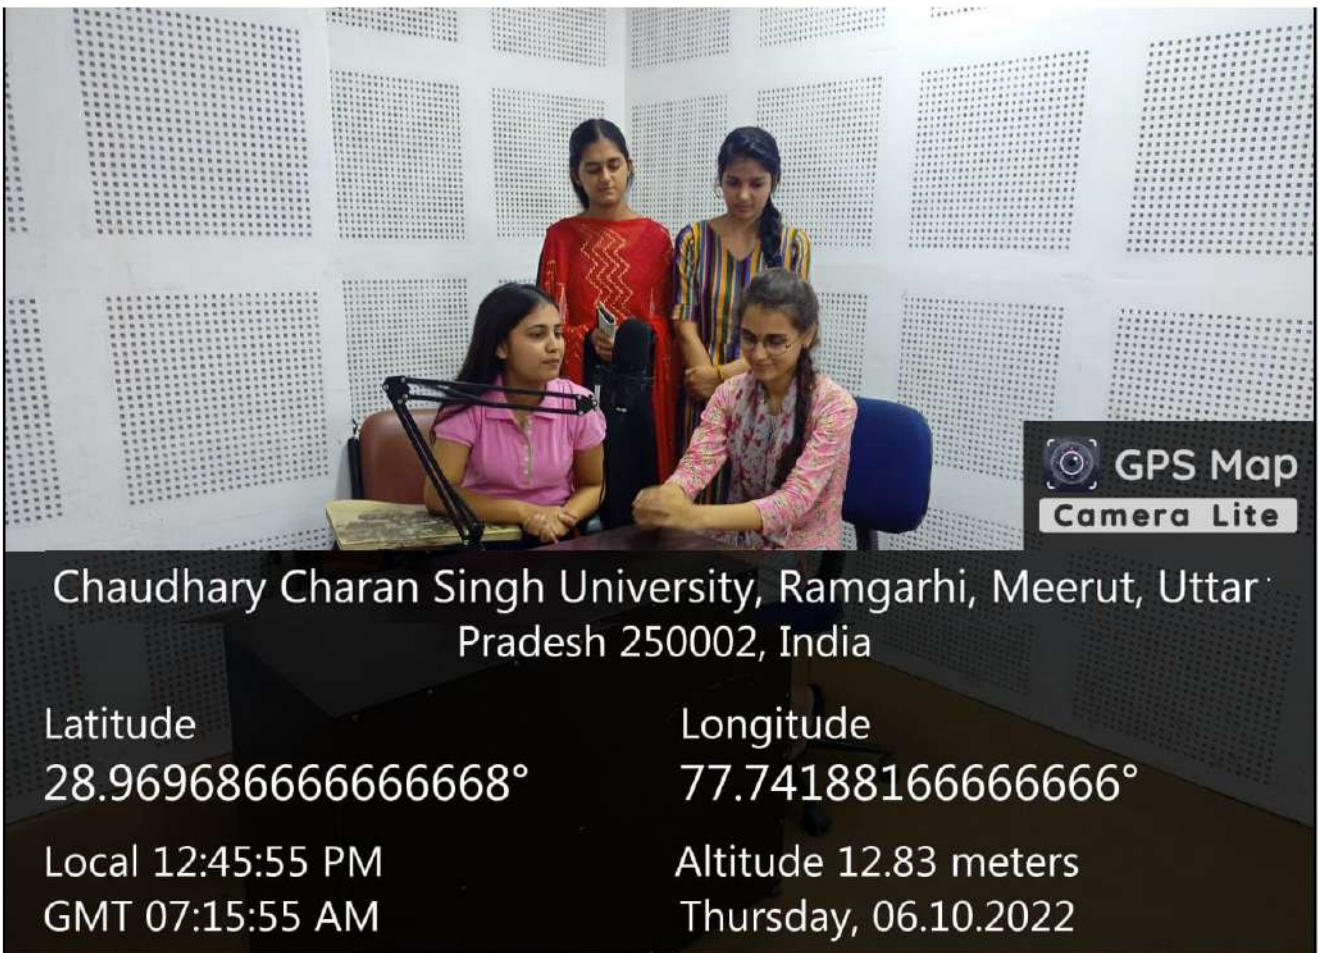 GPS Map
Camera Lite
Chaudhary Charan Singh University, Ramgarhi, Meerut, Uttar
Pradesh 250002, India
Latitude
28.9696866666666668°
Longitude
77.74188166666666°
Local 12:45:55 PM
GMT 07:15:55 AM
Altitude 12.83 meters
Thursday, 06.10.2022